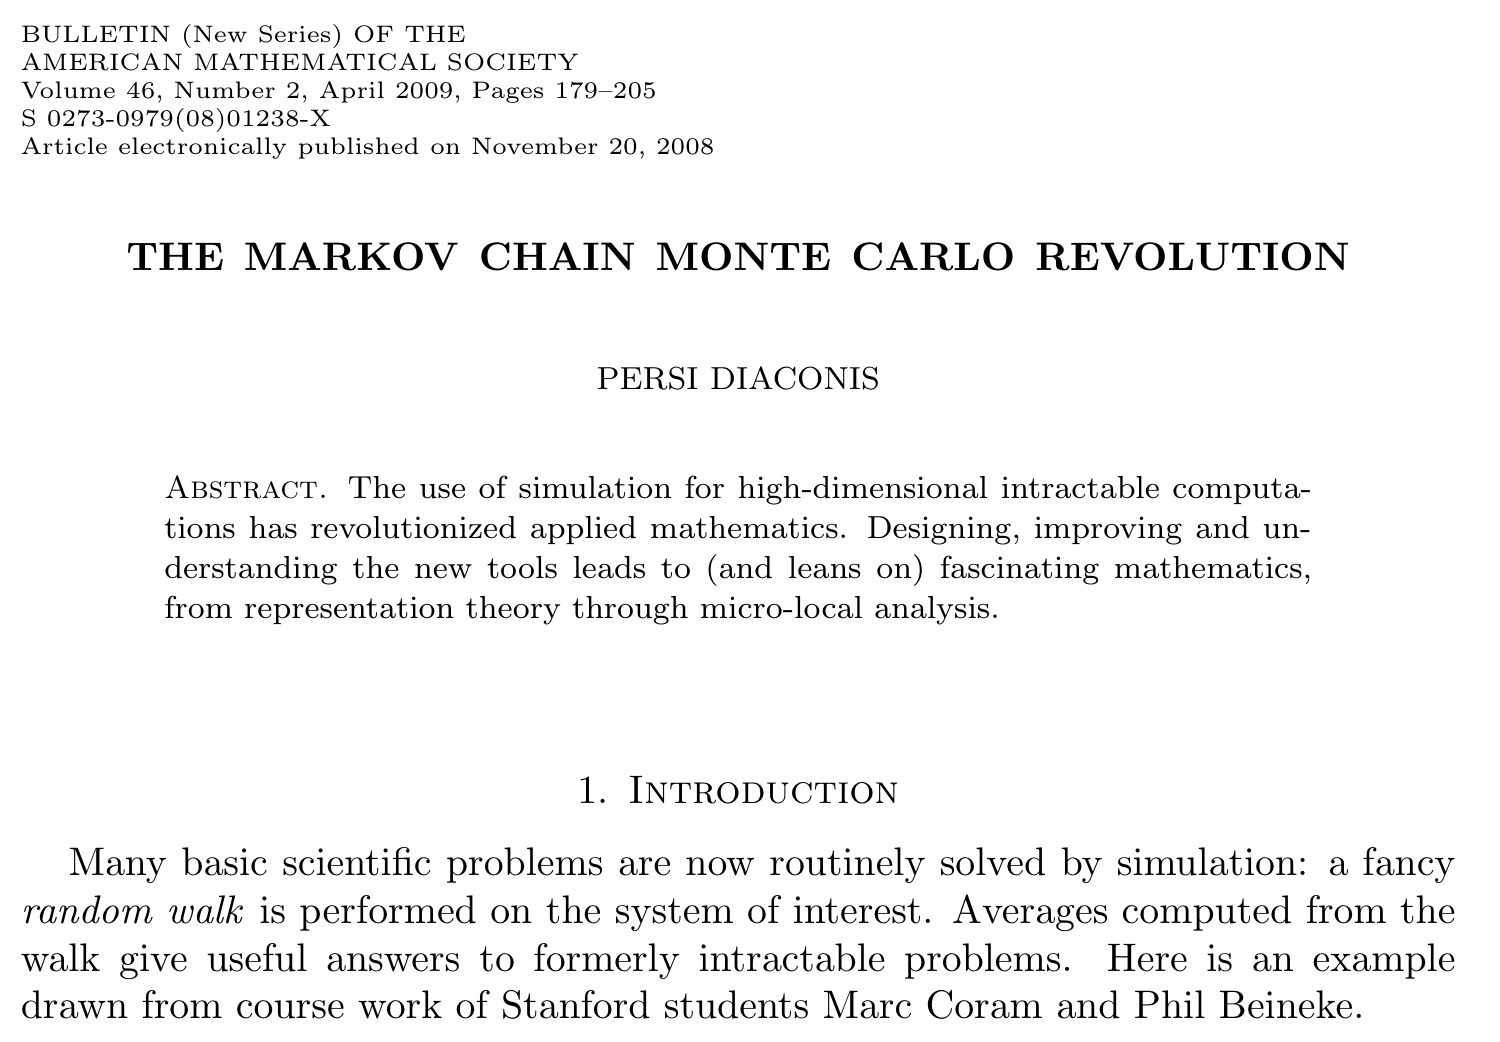 BULLETIN (New Series) OF THE
AMERICAN MATHEMATICAL SOCIETY
Volume 46, Number 2, April 2009, Pages 179–205
S 0273-0979(08)01238-X
Article electronically published on November 20, 2008
THE MARKOV CHAIN MONTE CARLO REVOLUTION
PERSI DIACONIS
Abstract. The use of simulation for high-dimensional intractable computa-
tions has revolutionized applied mathematics. Designing, improving and un-
derstanding the new tools leads to (and leans on) fascinating mathematics,
from representation theory through micro-local analysis.
1. Introduction
Many basic scientific problems are now routinely solved by simulation: a fancy
random walk is performed on the system of interest. Averages computed from the
walk give useful answers to formerly intractable problems. Here is an example
drawn from course work of Stanford students Marc Coram and Phil Beineke.